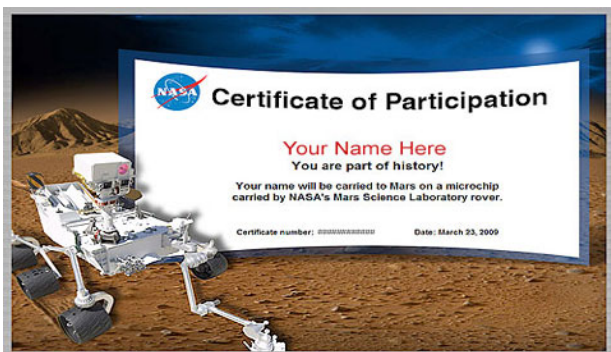 NASA
Certificate of Participation
Your Name Here
You are part of history!
Your name will be carried to Mars on a microchip
carried by NASA's Mars Science Laboratory rover.
Certificate number: ############ Date: March 23, 2009